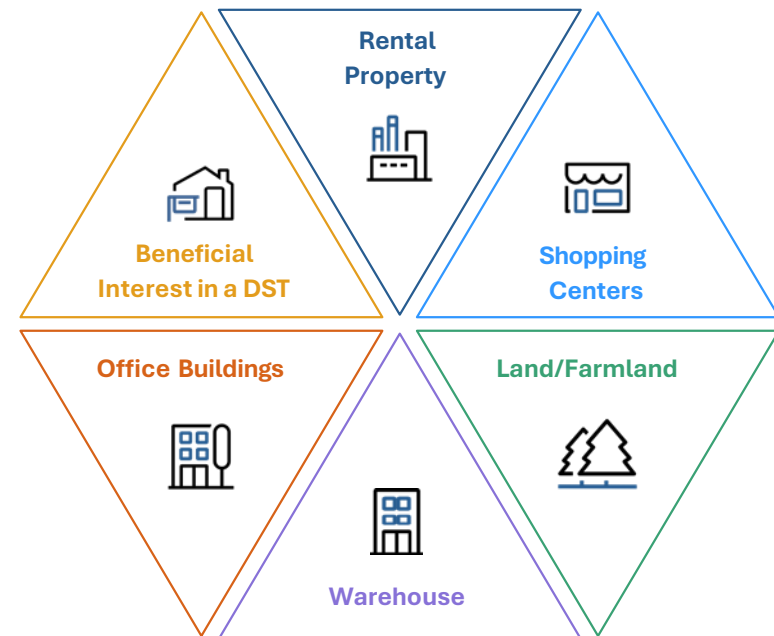 Rental
Property
Beneficial
Interest in a DST
Shopping
Centers
Office Buildings
Land/Farmland
Warehouse